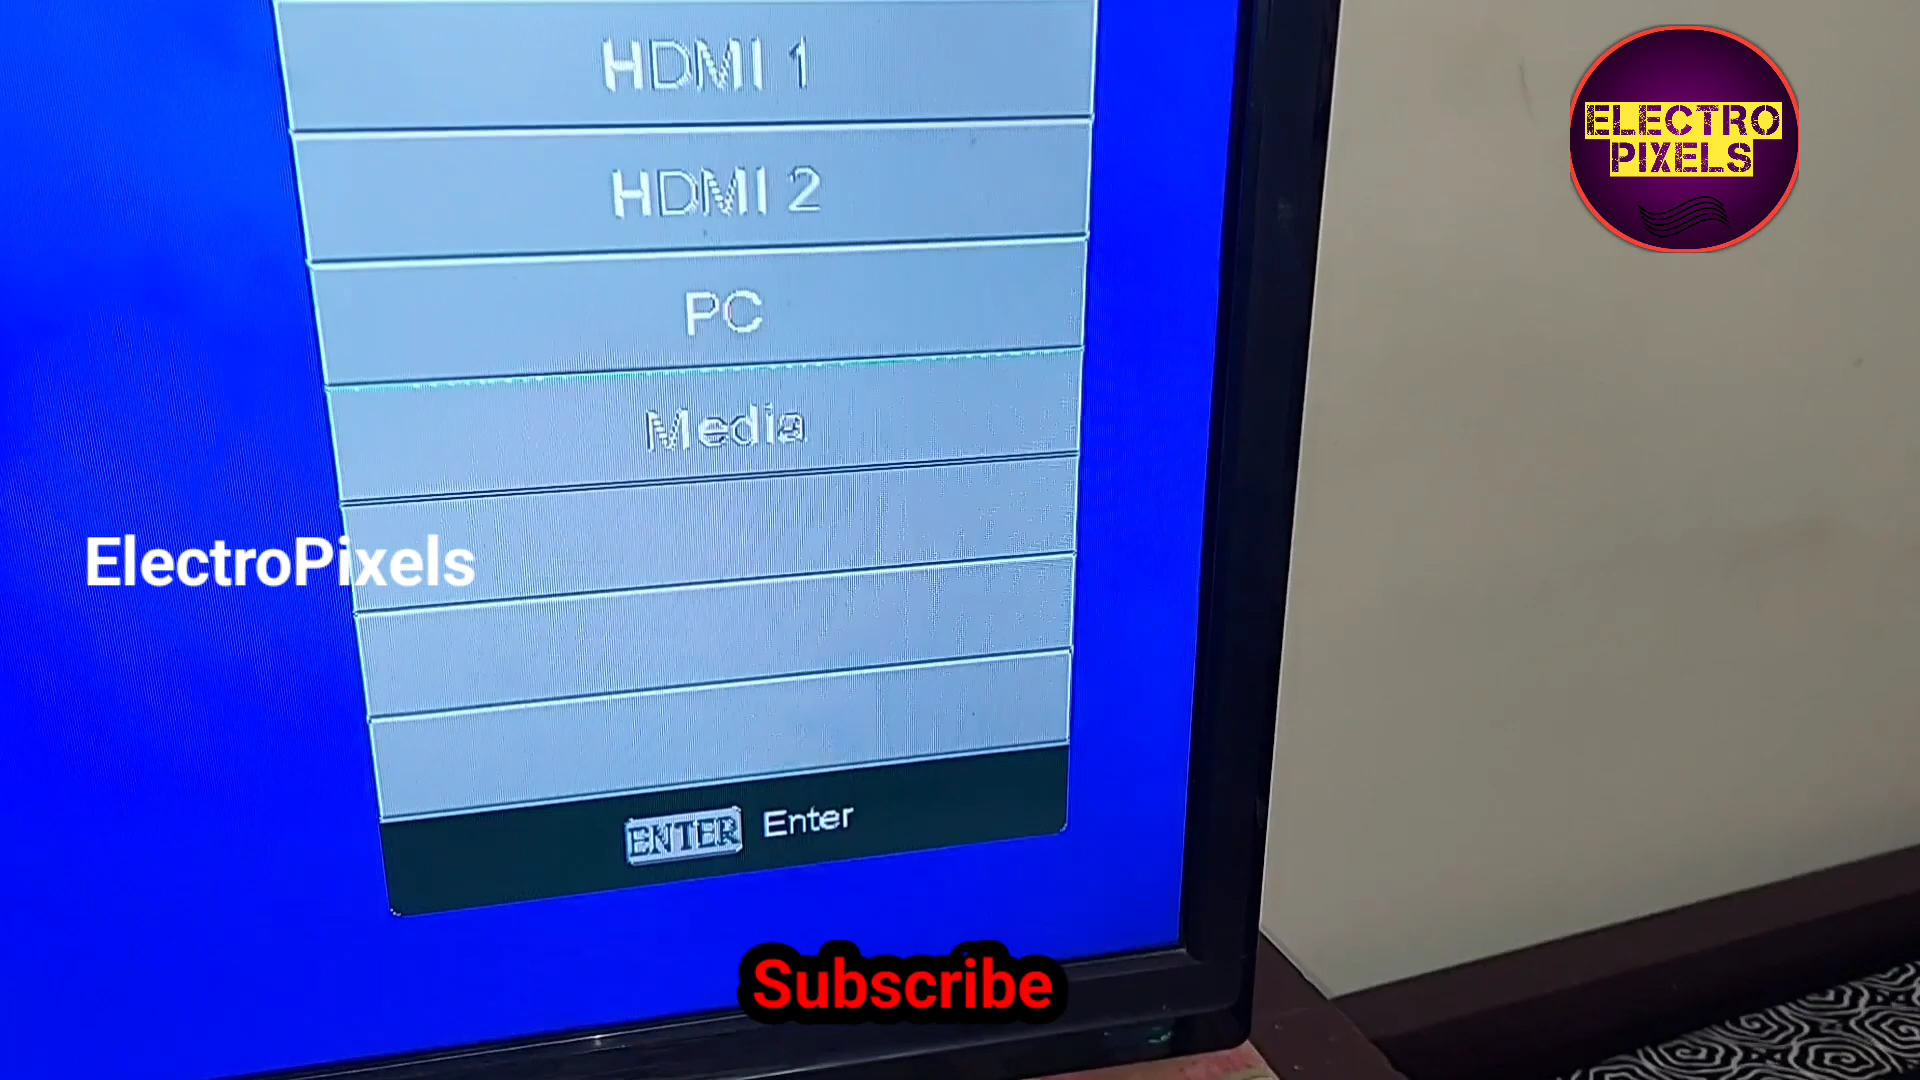 HDMI 1
HDMI 2
PC
Media
ENTER Enter
ElectroPixels
Subscribe
ELECTRO
PIXELS